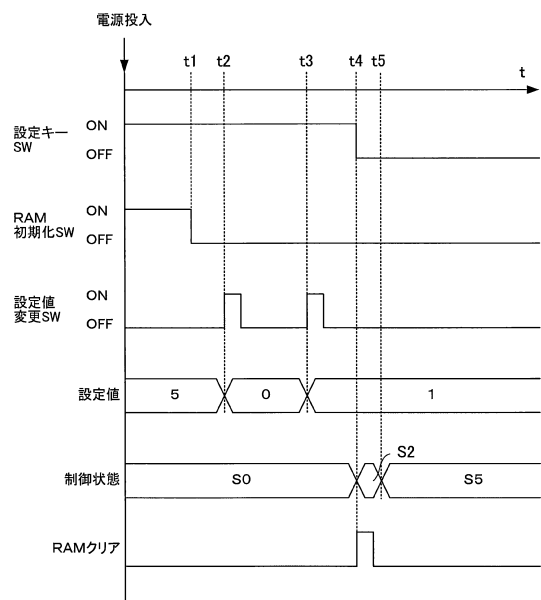 電源投入
t1 t2 t3 t4 t5
t
設定キー
SW
ON
OFF
RAM
初期化SW
ON
OFF
設定値
変更SW
ON
OFF
設定値
5 0 1
制御状態
S0 S2 S5
RAMクリア